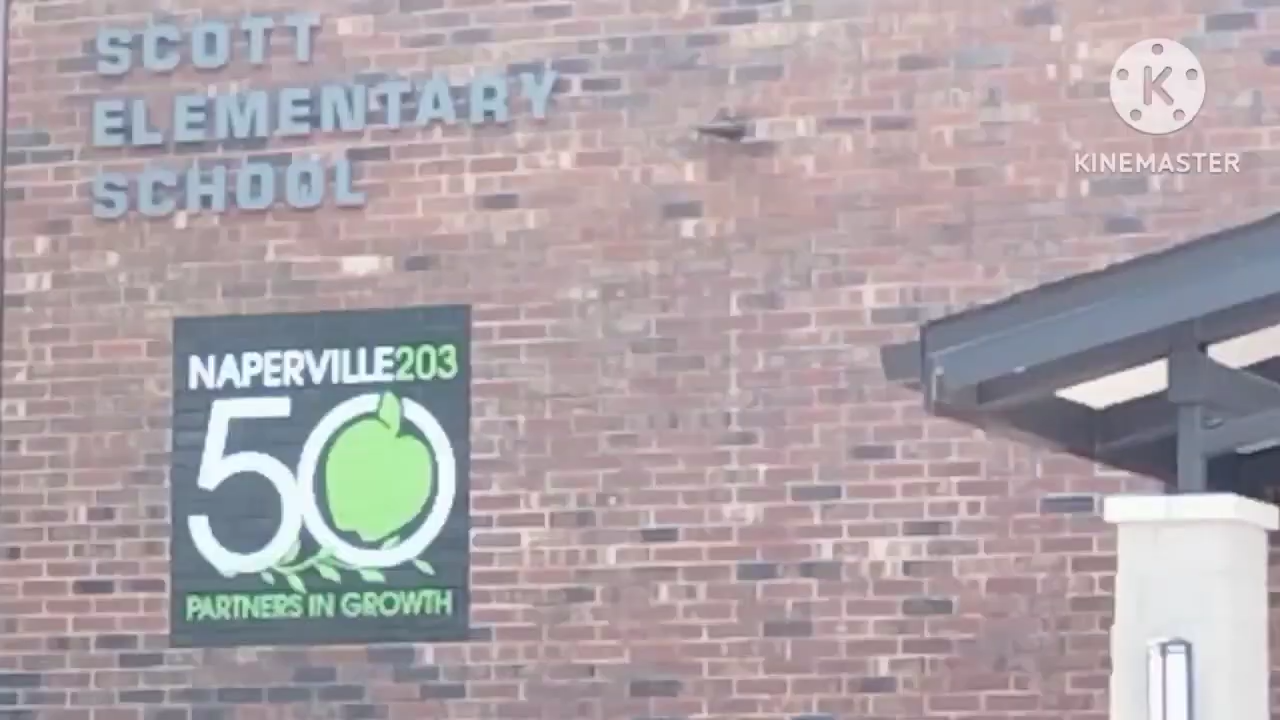 SCOTT
ELEMENTARY
SCHOOL
K
KINEMASTER
NAPERVILLE203
50
PARTNERS IN GROWTH